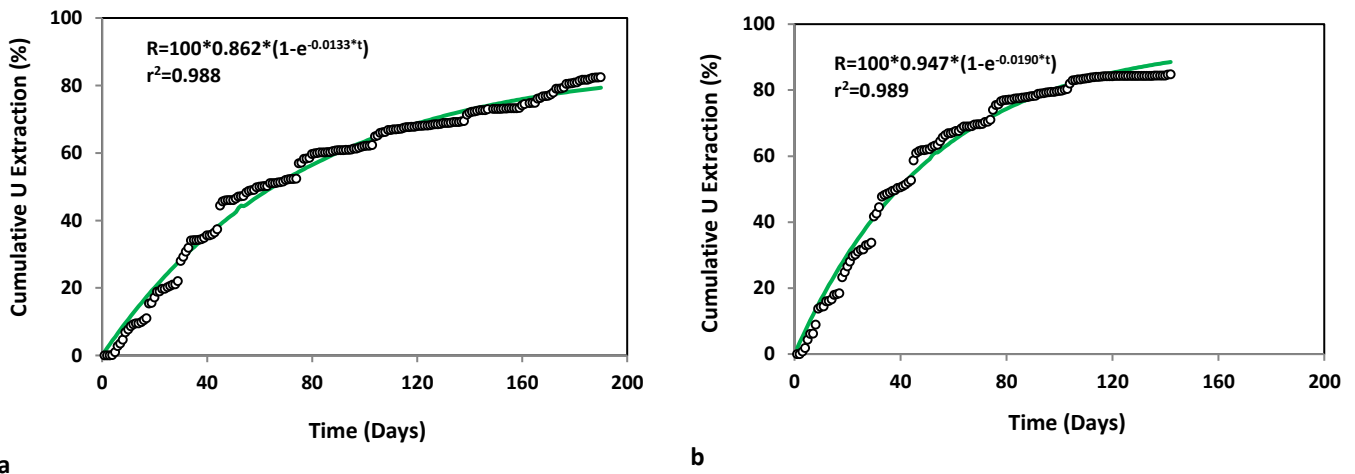 R=100*0.862*(1-e^-0.0133*t)
r²=0.988
Cumulative U Extraction (%)
100
80
60
40
20
0
0 40 80 120 160 200
Time (Days)
a
R=100*0.947*(1-e^-0.0190*t)
r²=0.989
Cumulative U Extraction (%)
100
80
60
40
20
0
0 40 80 120 160 200
Time (Days)
b